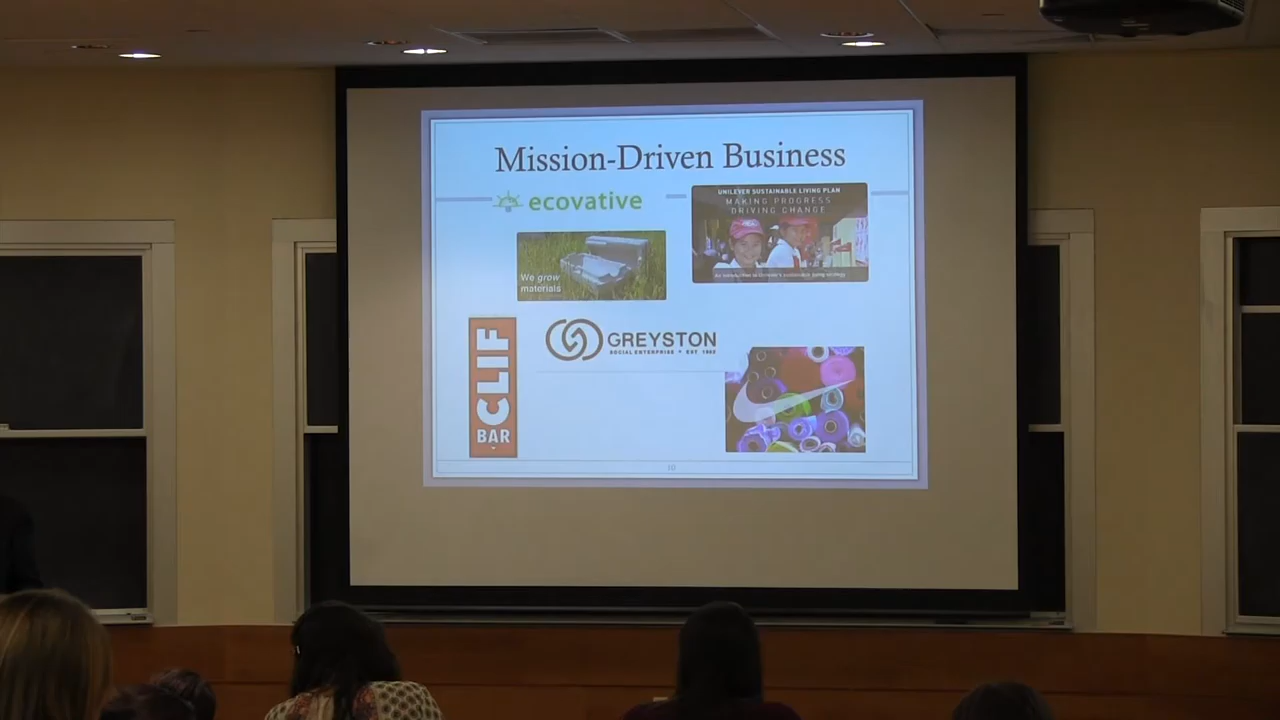 Mission-Driven Business
ecovative
UNILEVER SUSTAINABLE LIVING PLAN
MAKING PROGRESS
DRIVING CHANGE
We grow
materials
CLIF
BAR
GREYSTON
SOCIAL ENTERPRISE • EST 1982
10